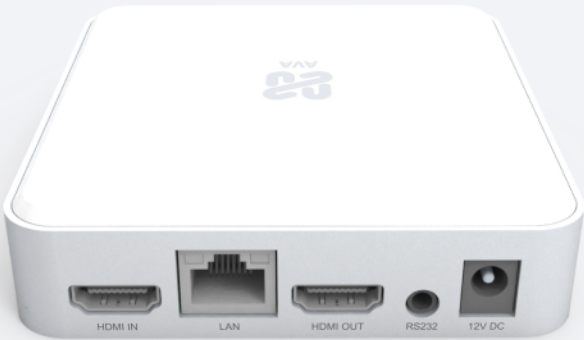 AVA
HDMI IN
LAN
HDMI OUT
RS232
12V DC